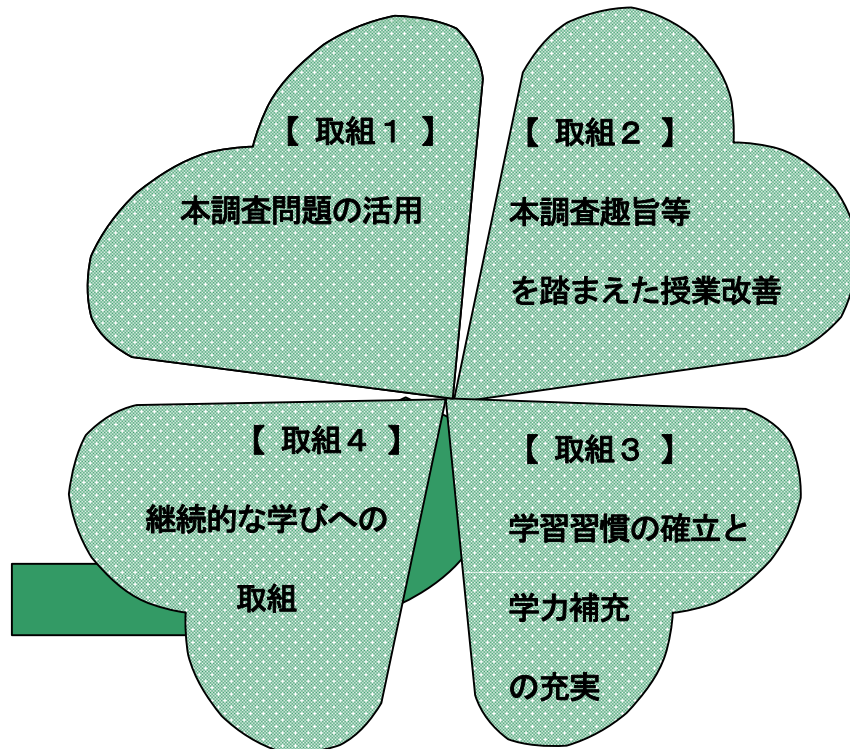 【 取組１ 】
本調査問題の活用
【 取組２ 】
本調査趣旨等
を踏まえた授業改善
【 取組３ 】
学習習慣の確立と
学力補充
の充実
【 取組４ 】
継続的な学びへの
取組